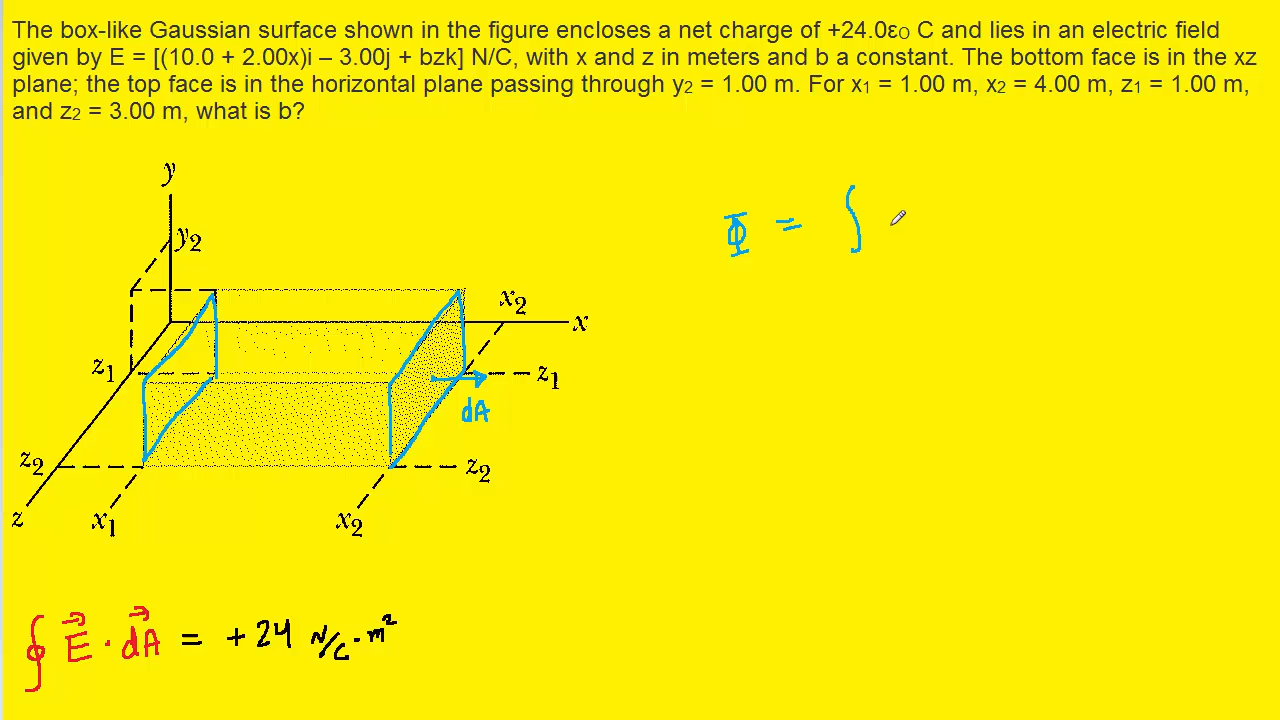 The box-like Gaussian surface shown in the figure encloses a net charge of +24.0εO C and lies in an electric field
given by E = [(10.0 + 2.00x)i – 3.00j + bzk] N/C, with x and z in meters and b a constant. The bottom face is in the xz
plane; the top face is in the horizontal plane passing through y2 = 1.00 m. For x1 = 1.00 m, x2 = 4.00 m, z1 = 1.00 m,
and z2 = 3.00 m, what is b?
y
y2
Φ = ∫
x2
x
z1
z1
dA
z2
z2
z
x1
x2
∮ E⃗ · dA⃗ = +24 N/C · m²